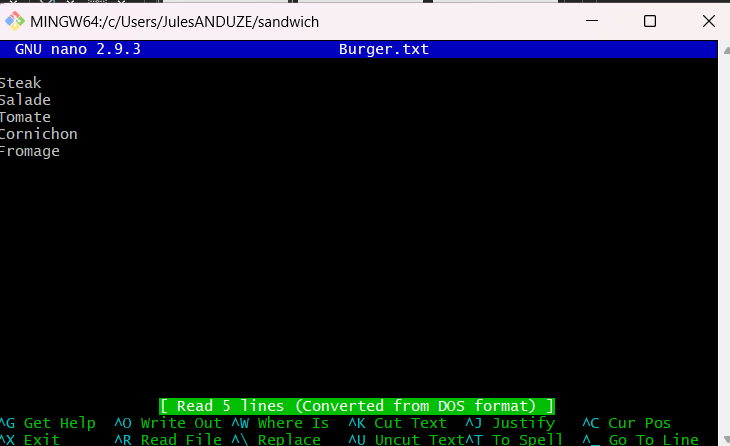 MINGW64:/c/Users/JulesANDUZE/sandwich
GNU nano 2.9.3 Burger.txt
Steak
Salade
Tomate
Cornichon
Fromage
[ Read 5 lines (Converted from DOS format) ]
^G Get Help ^O Write Out ^W Where Is ^K Cut Text ^J Justify ^C Cur Pos
^X Exit ^R Read File ^\ Replace ^U Uncut Text ^T To Spell ^_ Go To Line